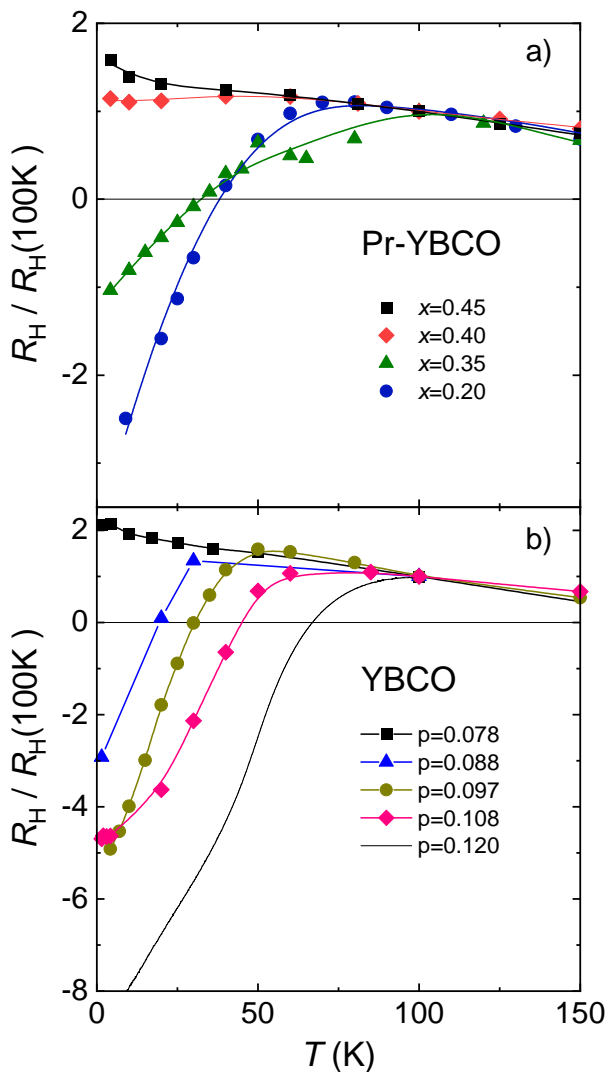 a)
2
0
-2
R_H / R_H(100K)
Pr-YBCO
x=0.45
x=0.40
x=0.35
x=0.20
b)
2
0
-2
-4
-6
-8
R_H / R_H(100K)
YBCO
p=0.078
p=0.088
p=0.097
p=0.108
p=0.120
0 50 100 150
T (K)